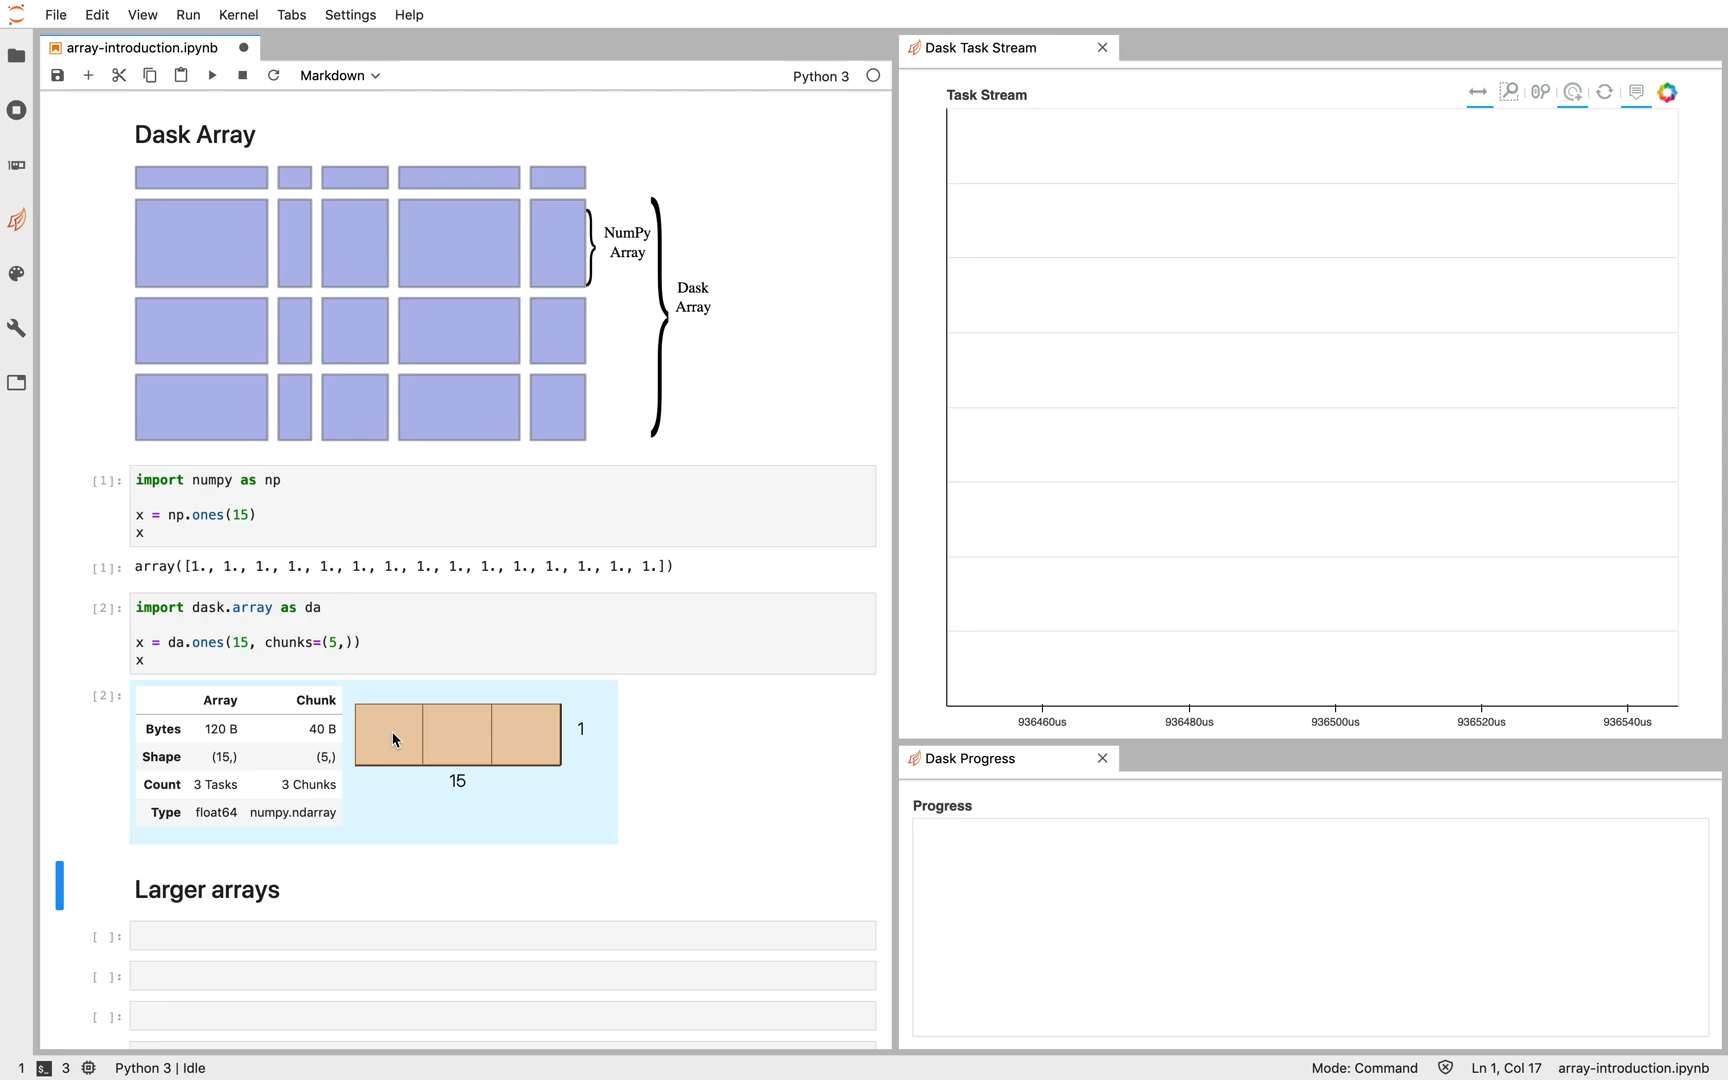 File Edit View Run Kernel Tabs Settings Help
array-introduction.ipynb
Markdown
Python 3
Dask Array
NumPy
Array
Dask
Array
[1]: import numpy as np
x = np.ones(15)
x
[1]: array([1., 1., 1., 1., 1., 1., 1., 1., 1., 1., 1., 1., 1., 1., 1.])
[2]: import dask.array as da
x = da.ones(15, chunks=(5,))
x
[2]:
Array Chunk
Bytes 120 B 40 B
Shape (15,) (5,)
Count 3 Tasks 3 Chunks
Type float64 numpy.ndarray
1
15
Larger arrays
[ ]:
[ ]:
[ ]:
Dask Task Stream
Task Stream
936460us 936480us 936500us 936520us 936540us
Dask Progress
Progress
1 $_ 3 Python 3 | Idle Mode: Command Ln 1, Col 17 array-introduction.ipynb